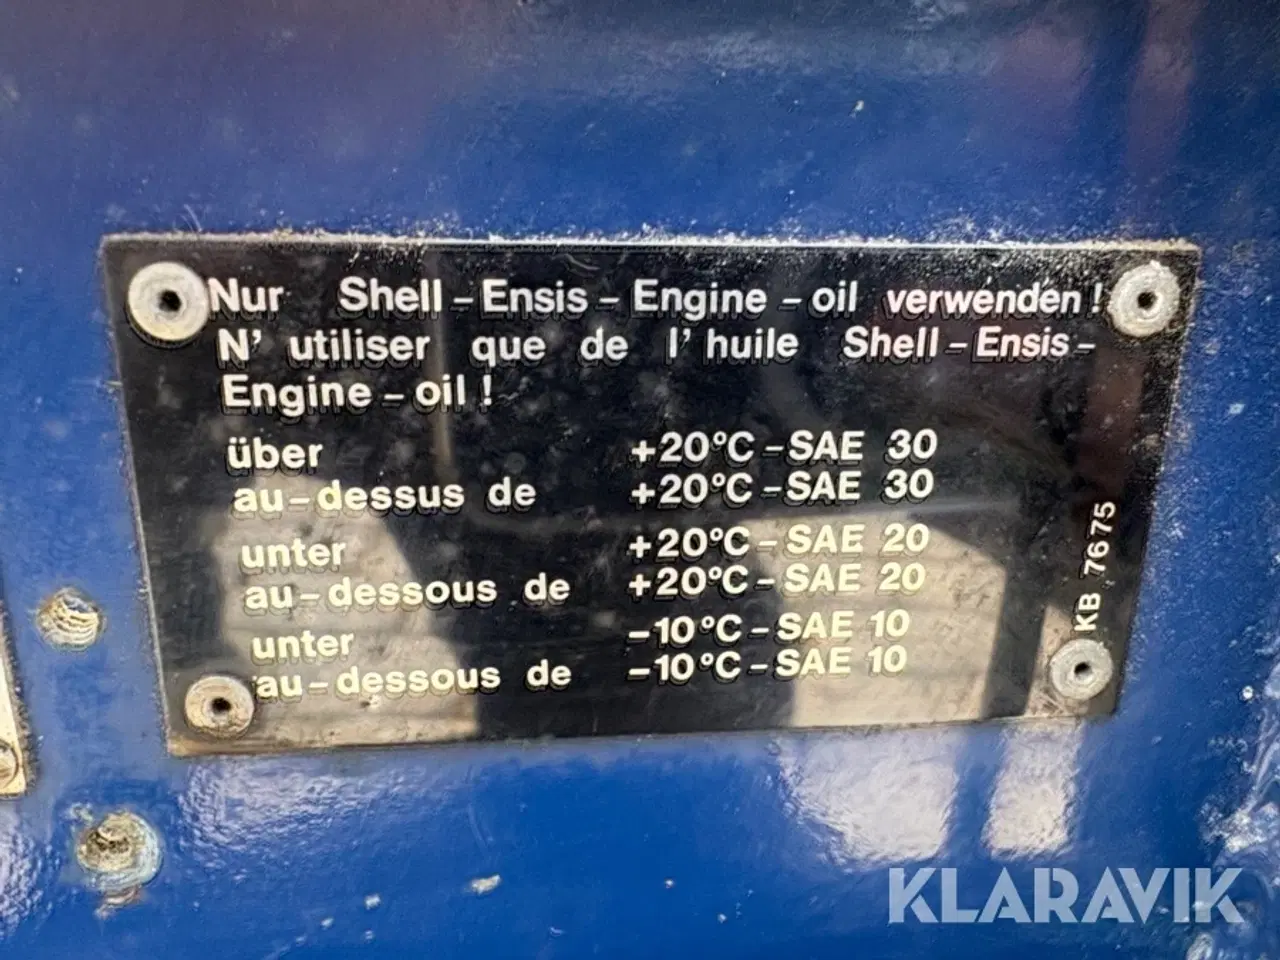 Nur Shell-Ensis-Engine-oil verwenden!
N' utiliser que de l' huile Shell-Ensis-
Engine-oil!
über +20°C-SAE 30
au-dessus de +20°C-SAE 30
unter +20°C-SAE 20
au-dessous de +20°C-SAE 20
unter -10°C-SAE 10
au-dessous de -10°C-SAE 10
KB 7675
KLARAVIK